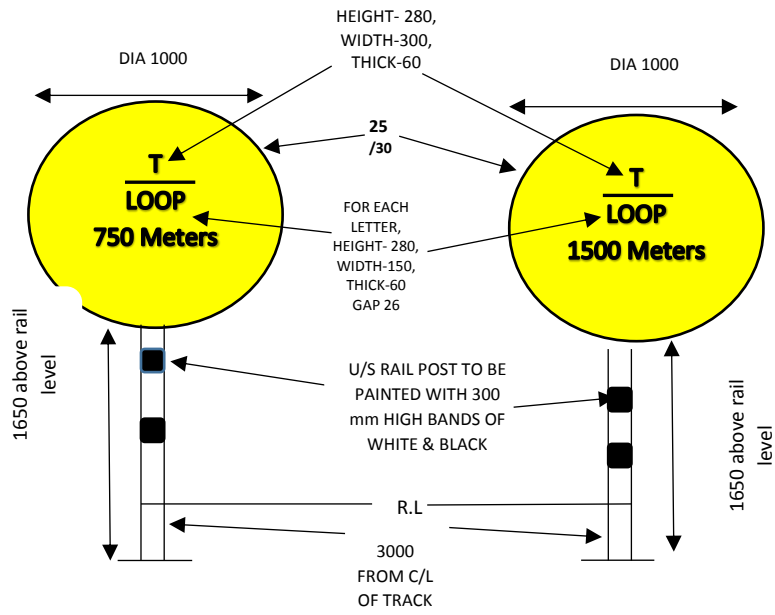 HEIGHT- 280,
WIDTH-300,
THICK-60
DIA 1000
DIA 1000
25
/30
T
LOOP
750 Meters
T
LOOP
1500 Meters
FOR EACH
LETTER,
HEIGHT- 280,
WIDTH-150,
THICK-60
GAP 26
1650 above rail
level
U/S RAIL POST TO BE
PAINTED WITH 300
mm HIGH BANDS OF
WHITE & BLACK
1650 above rail
level
R.L
3000
FROM C/L
OF TRACK